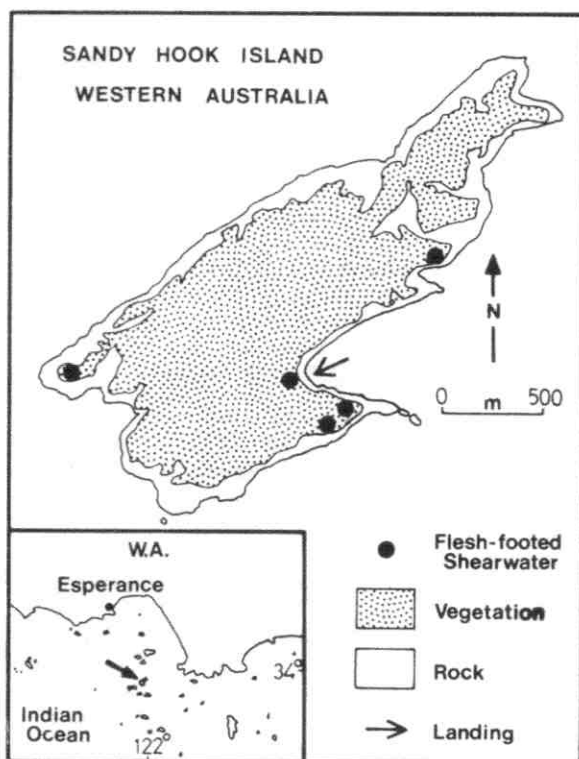 SANDY HOOK ISLAND
WESTERN AUSTRALIA
N
0 m 500
W.A.
Esperance
34°
Indian
Ocean
122°
Flesh-footed
Shearwater
Vegetation
Rock
Landing